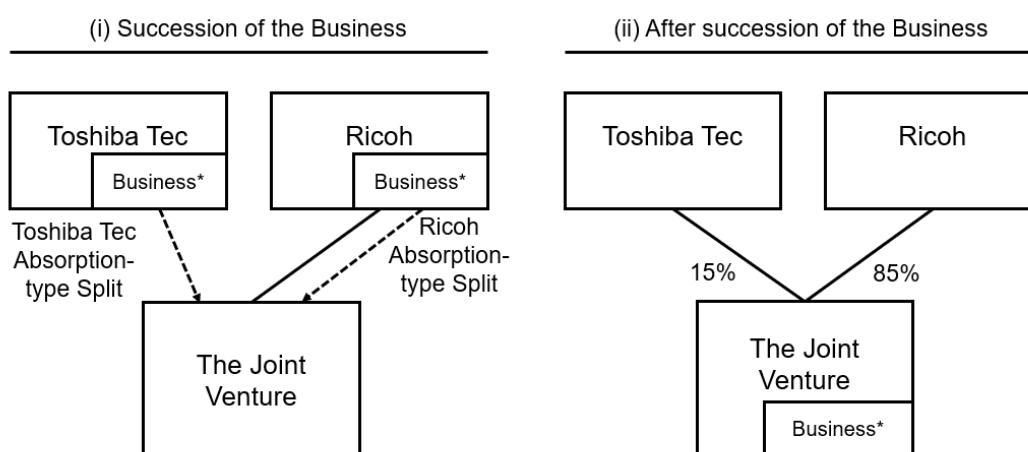 (i) Succession of the Business
Toshiba Tec
Business*
Ricoh
Business*
Toshiba Tec
Absorption-
type Split
Ricoh
Absorption-
type Split
The Joint
Venture
(ii) After succession of the Business
Toshiba Tec
Ricoh
15%
85%
The Joint
Venture
Business*